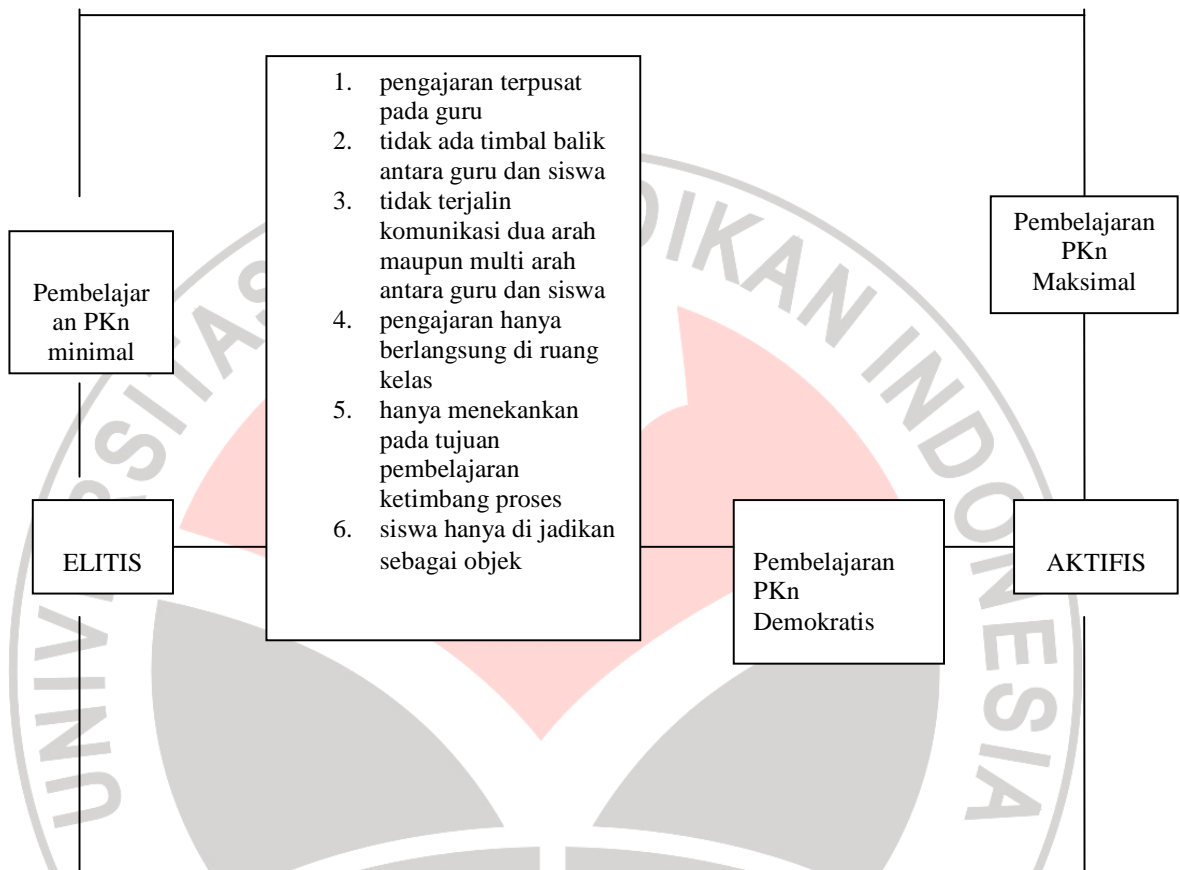 1. pengajaran terpusat
pada guru
2. tidak ada timbal balik
antara guru dan siswa
3. tidak terjalin
komunikasi dua arah
maupun multi arah
antara guru dan siswa
4. pengajaran hanya
berlangsung di ruang
kelas
5. hanya menekankan
pada tujuan
pembelajaran
ketimbang proses
6. siswa hanya di jadikan
sebagai objek
Pembelajar
an PKn
minimal
Pembelajaran
PKn
Maksimal
ELITIS
Pembelajaran
PKn
Demokratis
AKTIFIS
DIKAN INDONESIA